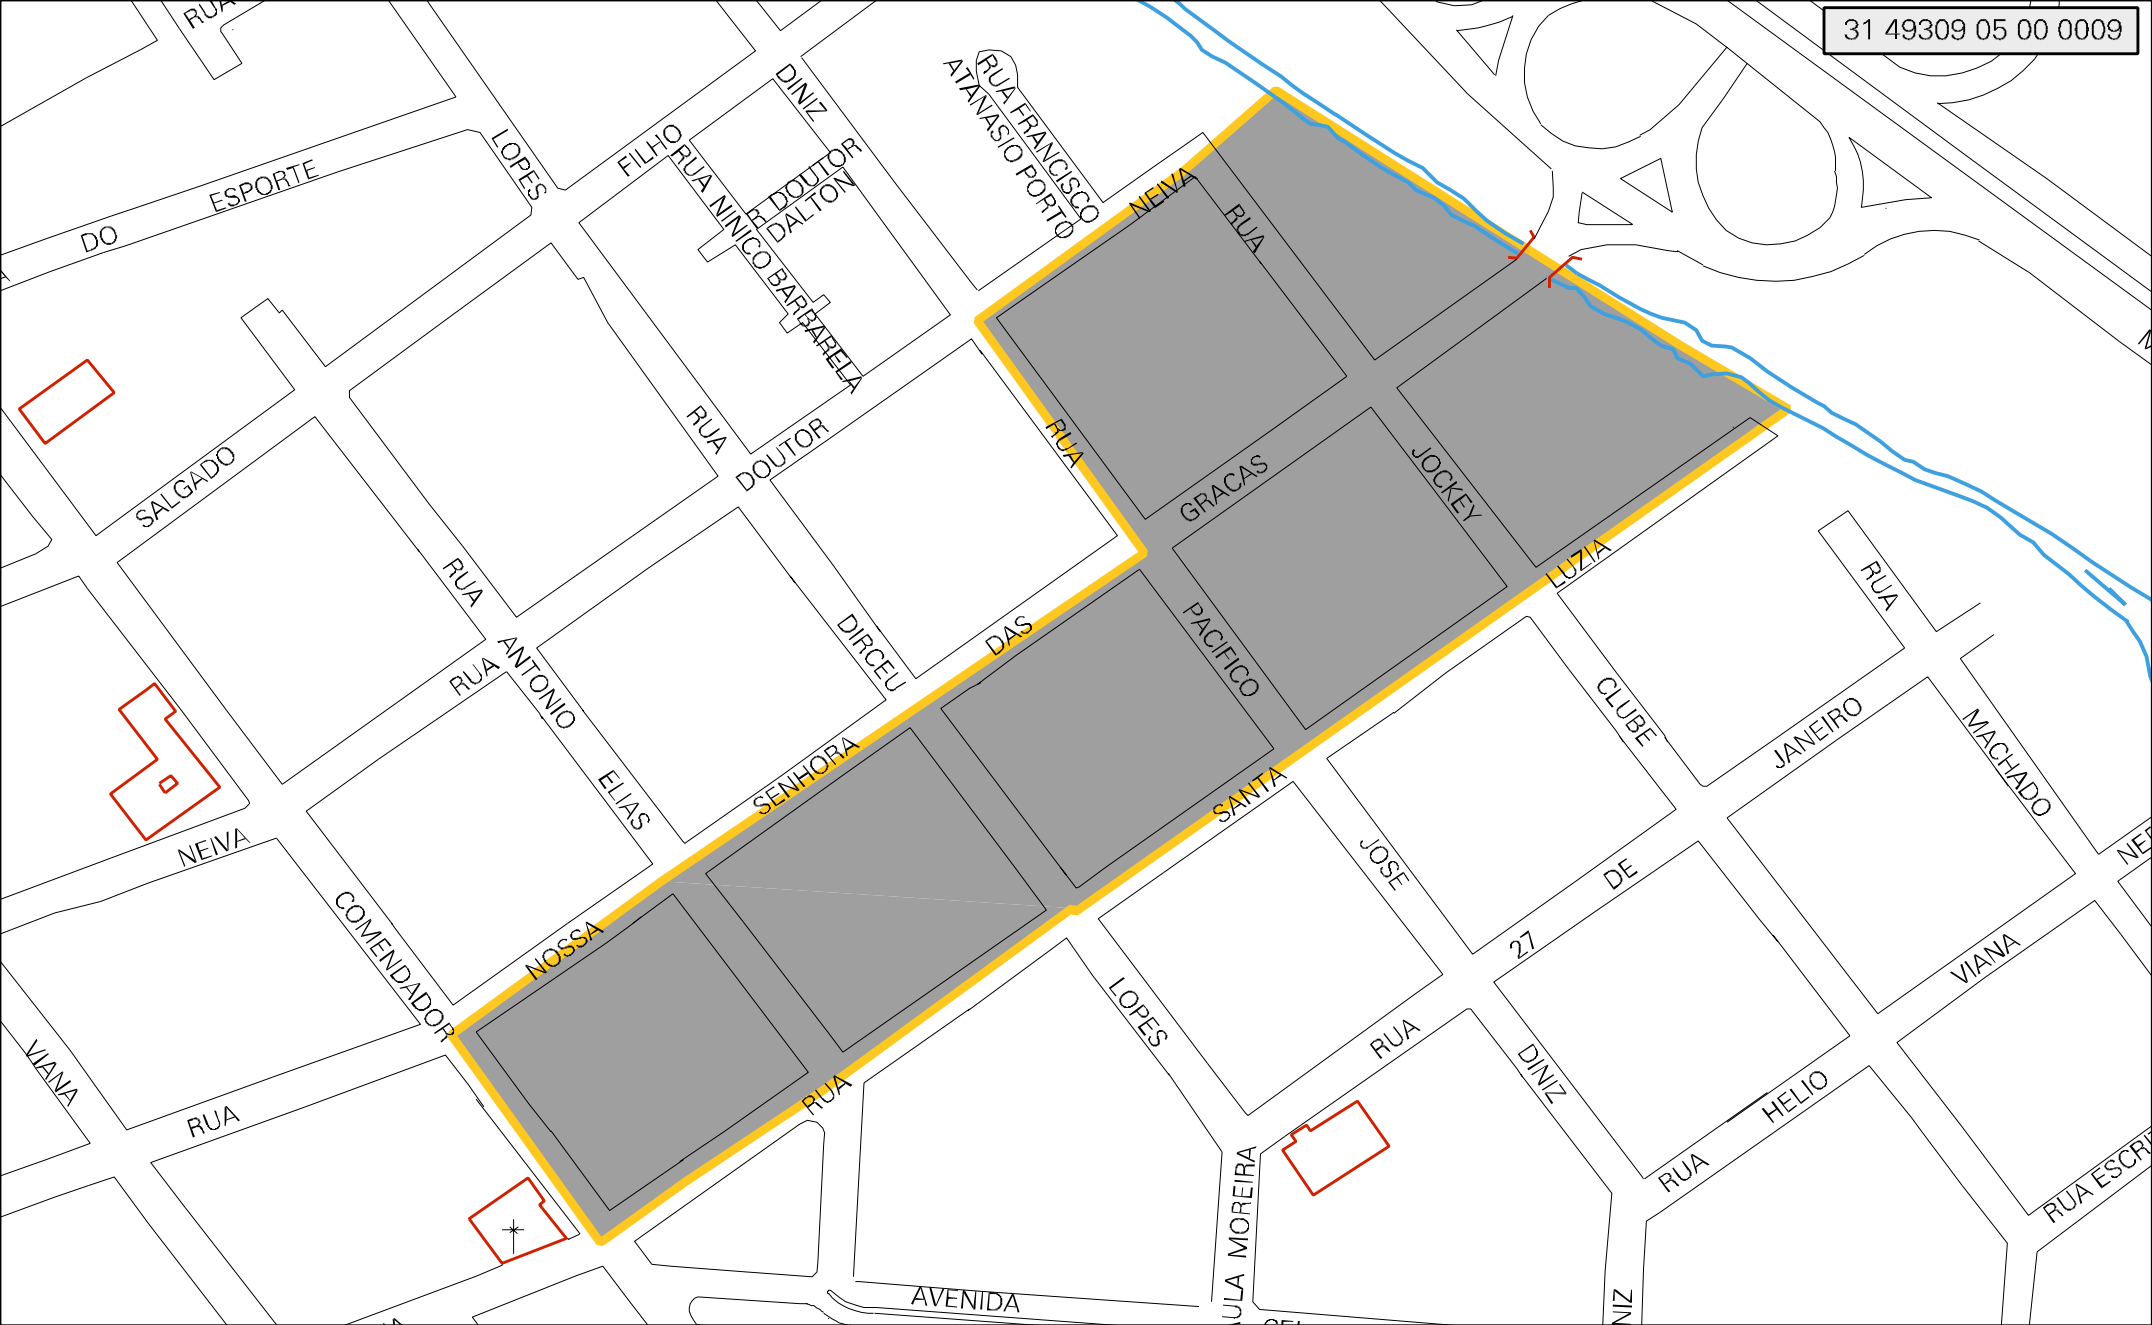 31 49309 05 00 0009
RUA
LOPES
FILHO
DINIZ
RUA FRANCISCO
ATANASIO PORTO
ESPORTE
DO
RUA NINICO BARBARELA
R DOUTOR
DALTON
NEIVA
RUA
SALGADO
RUA
DOUTOR
RUA
GRACAS
JOCKEY
RUA
ANTONIO
ELIAS
RUA
DIRCEU
DAS
PACIFICO
LUZIA
RUA
MACHADO
SENHORA
SANTA
CLUBE
JANEIRO
NEIVA
COMENDADOR
NOSSA
JOSE
DE
27
VIANA
VIANA
RUA
RUA
LOPES
RUA
DINIZ
HELIO
RUA
RUA ESCRI
ULA MOREIRA
AVENIDA
NIZ